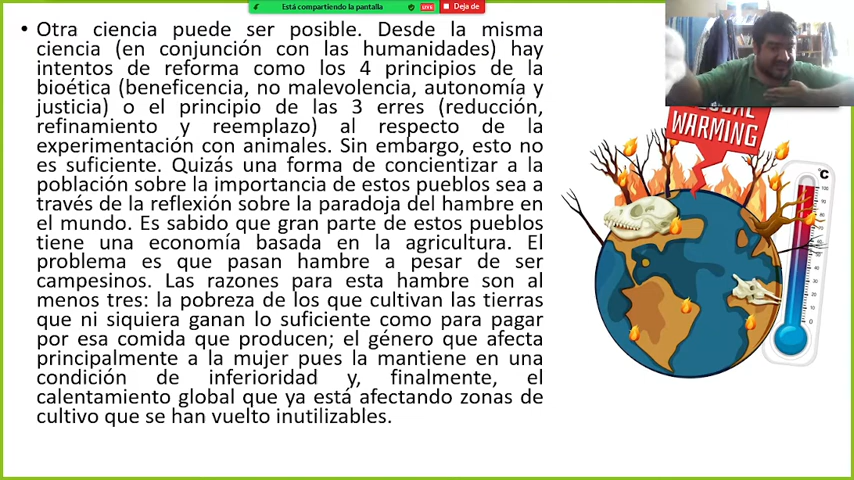 Está compartiendo la pantalla LIVE Deja de
• Otra ciencia puede ser posible. Desde la misma
ciencia (en conjunción con las humanidades) hay
intentos de reforma como los 4 principios de la
bioética (beneficencia, no malevolencia, autonomía y
justicia) o el principio de las 3 erres (reducción,
refinamiento y reemplazo) al respecto de la
experimentación con animales. Sin embargo, esto no
es suficiente. Quizás una forma de concientizar a la
población sobre la importancia de estos pueblos sea a
través de la reflexión sobre la paradoja del hambre en
el mundo. Es sabido que gran parte de estos pueblos
tiene una economía basada en la agricultura. El
problema es que pasan hambre a pesar de ser
campesinos. Las razones para esta hambre son al
menos tres: la pobreza de los que cultivan las tierras
que ni siquiera ganan lo suficiente como para pagar
por esa comida que producen; el género que afecta
principalmente a la mujer pues la mantiene en una
condición de inferioridad y, finalmente, el
calentamiento global que ya está afectando zonas de
cultivo que se han vuelto inutilizables.
WARMING
°C